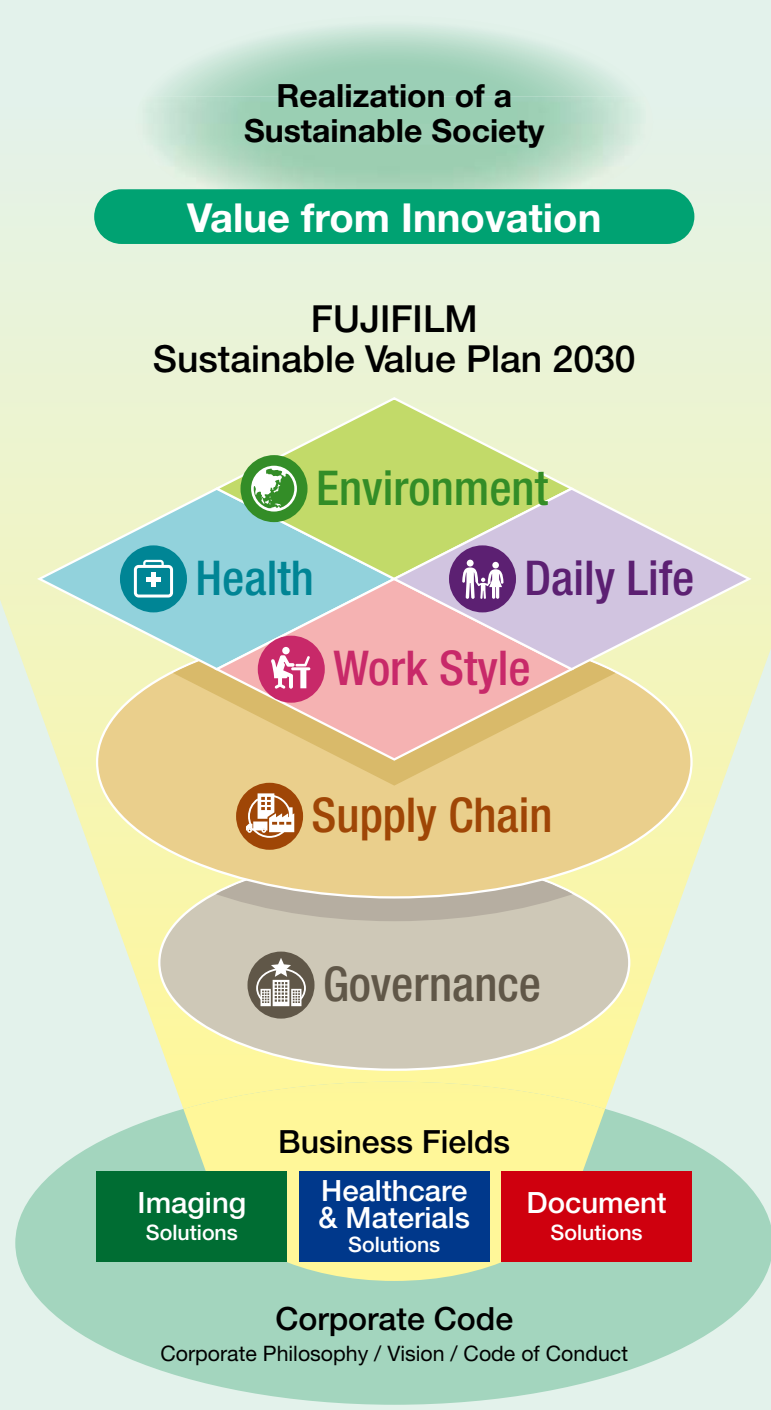 Realization of a
Sustainable Society
Value from Innovation
FUJIFILM
Sustainable Value Plan 2030
Environment
Health
Daily Life
Work Style
Supply Chain
Governance
Business Fields
Imaging
Solutions
Healthcare
& Materials
Solutions
Document
Solutions
Corporate Code
Corporate Philosophy / Vision / Code of Conduct